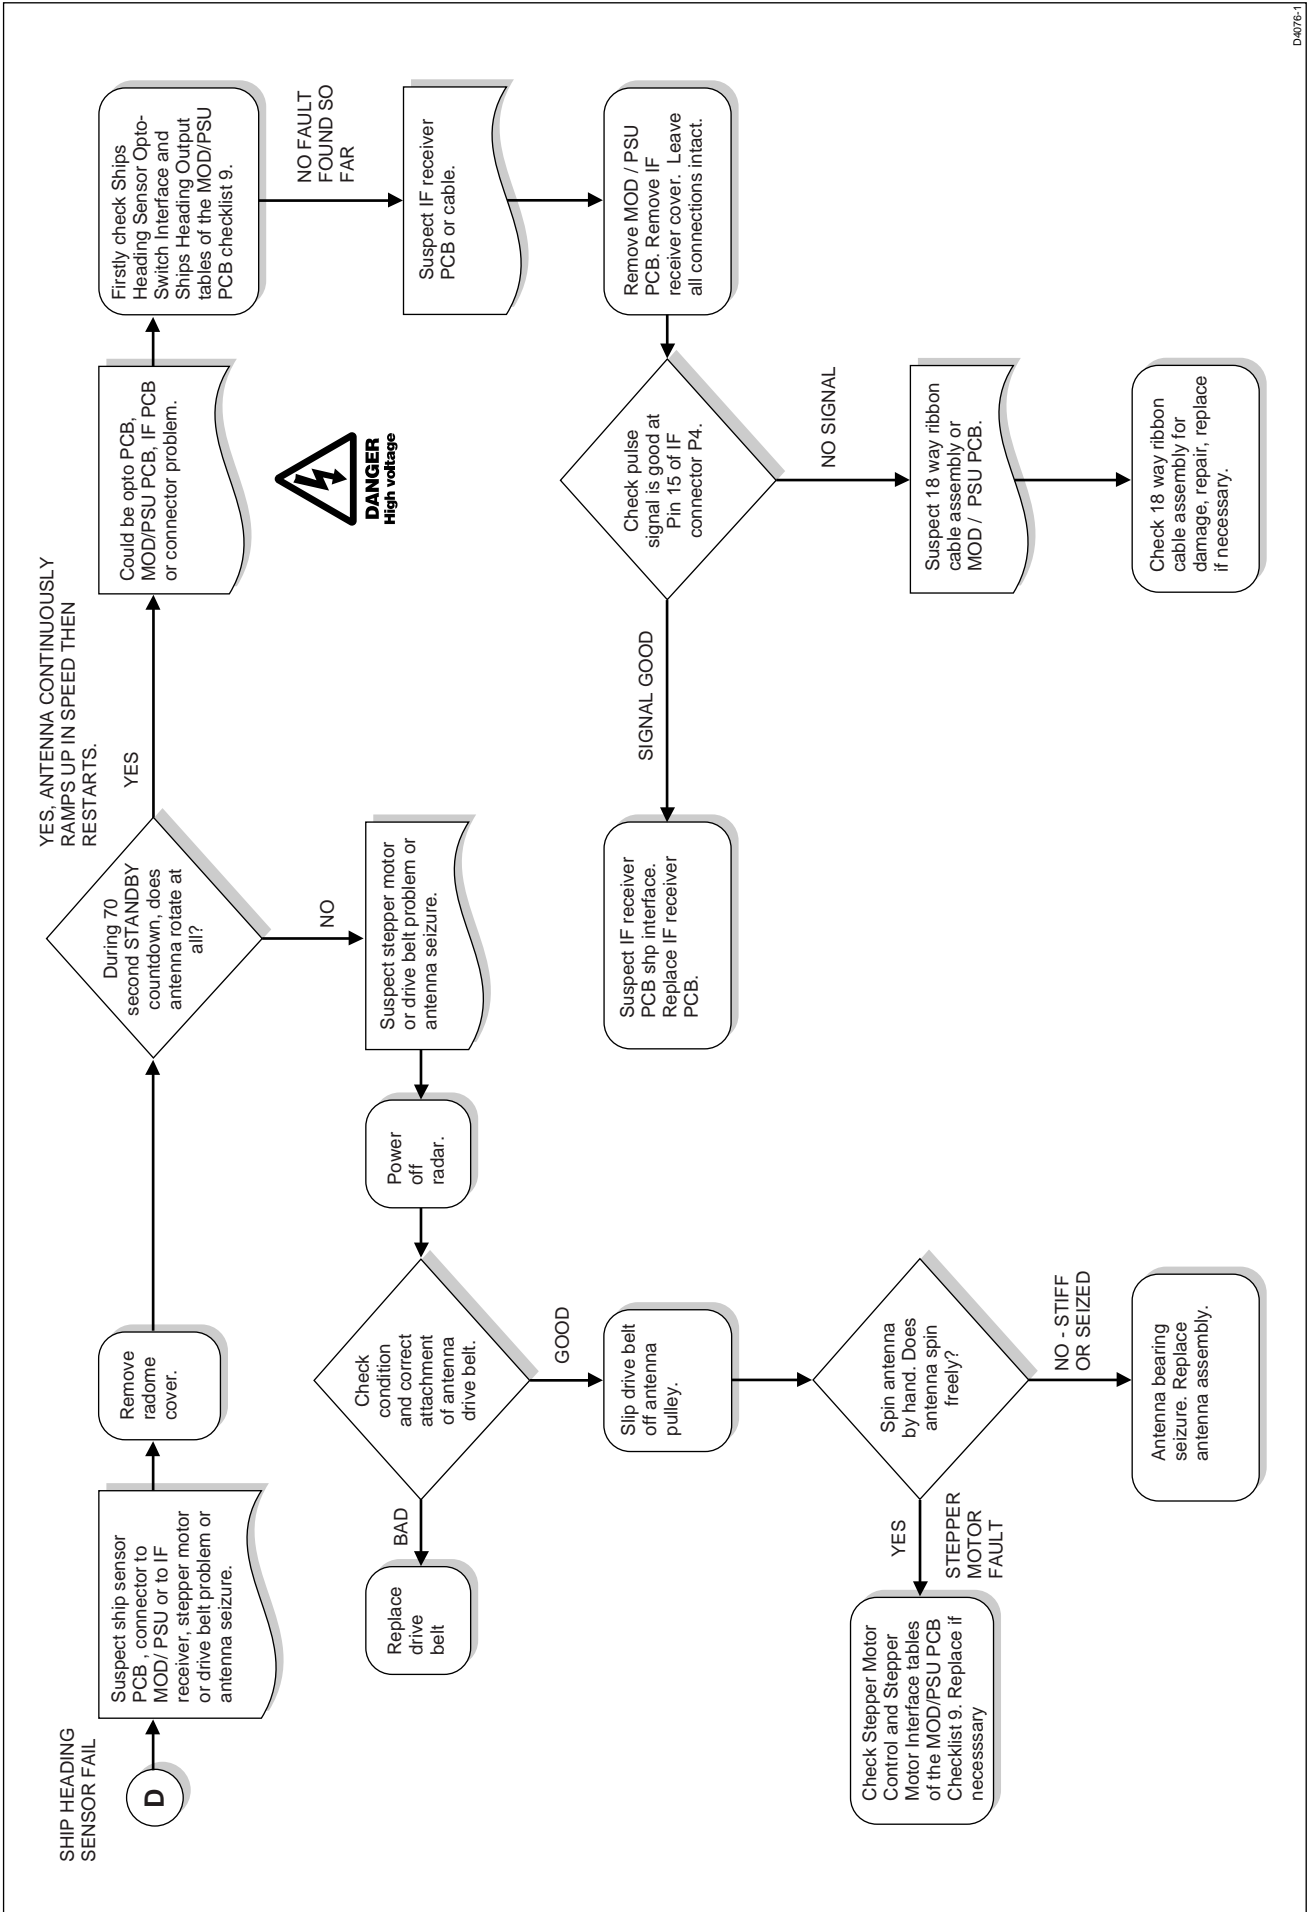 SHIP HEADING
SENSOR FAIL
D
Suspect ship sensor
PCB , connector to
MOD/ PSU or to IF
receiver, stepper motor
or drive belt problem or
antenna seizure.
Remove
radome
cover.
During 70
second STANDBY
countdown, does
antenna rotate at
all?
YES, ANTENNA CONTINUOUSLY
RAMPS UP IN SPEED THEN
RESTARTS.
YES
Could be opto PCB,
MOD/PSU PCB, IF PCB
or connector problem.
DANGER
High voltage
Firstly check Ships
Heading Sensor Opto-
Switch Interface and
Ships Heading Output
tables of the MOD/PSU
PCB checklist 9.
NO FAULT
FOUND SO
FAR
Suspect IF receiver
PCB or cable.
Remove MOD / PSU
PCB. Remove IF
receiver cover. Leave
all connections intact.
Check pulse
signal is good at
Pin 15 of IF
connector P4.
NO SIGNAL
Suspect 18 way ribbon
cable assembly or
MOD / PSU PCB.
Check 18 way ribbon
cable assembly for
damage, repair, replace
if necessary.
SIGNAL GOOD
Suspect IF receiver
PCB shp interface.
Replace IF receiver
PCB.
NO
Suspect stepper motor
or drive belt problem or
antenna seizure.
Power
off
radar.
Check
condition
and correct
attachment
of antenna
drive belt.
BAD
Replace
drive
belt
GOOD
Slip drive belt
off antenna
pulley.
Spin antenna
by hand. Does
antenna spin
freely?
YES
STEPPER
MOTOR
FAULT
Check Stepper Motor
Control and Stepper
Motor Interface tables
of the MOD/PSU PCB
Checklist 9. Replace if
necesssary
NO - STIFF
OR SEIZED
Antenna bearing
seizure. Replace
antenna assembly.
D4076-1